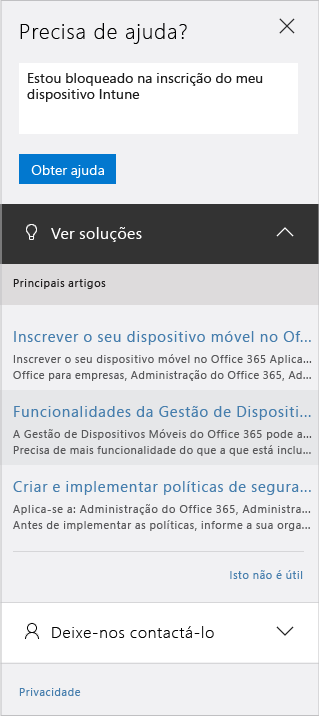 Precisa de ajuda?
Estou bloqueado na inscrição do meu
dispositivo Intune
Obter ajuda
Ver soluções
Principais artigos
Inscrever o seu dispositivo móvel no Of...
Inscrever o seu dispositivo móvel no Office 365 Aplica...
Office para empresas, Administração do Office 365, Ad...
Funcionalidades da Gestão de Dispositi...
A Gestão de Dispositivos Móveis do Office 365 pode a...
Precisa de mais funcionalidade do que a que está inclu...
Criar e implementar políticas de segura...
Aplica-se a: Administração do Office 365, Administra...
Antes de implementar as políticas, informe a sua orga...
Isto não é útil
Deixe-nos contactá-lo
Privacidade